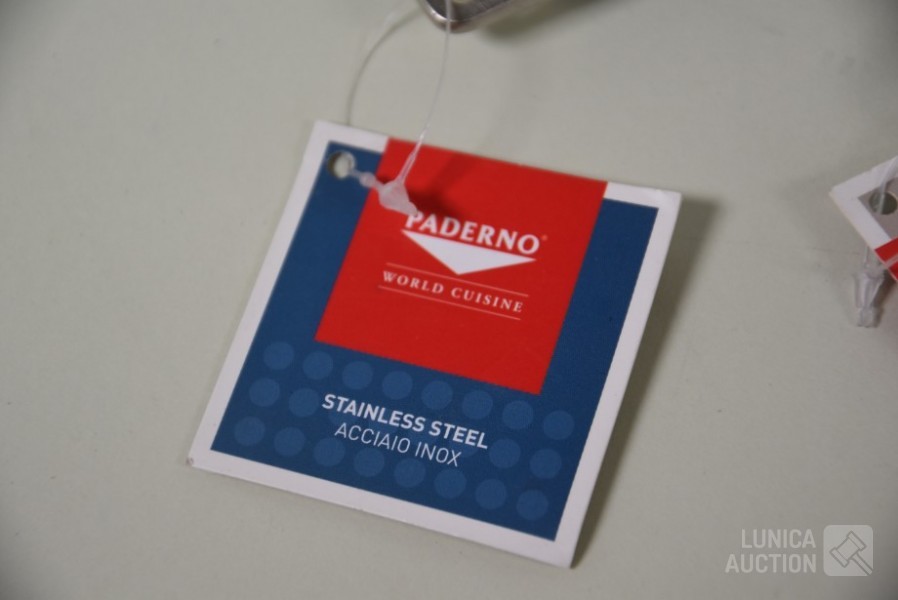 PADERNO®
WORLD CUISINE
STAINLESS STEEL
ACCIAIO INOX
LUNICA
AUCTION